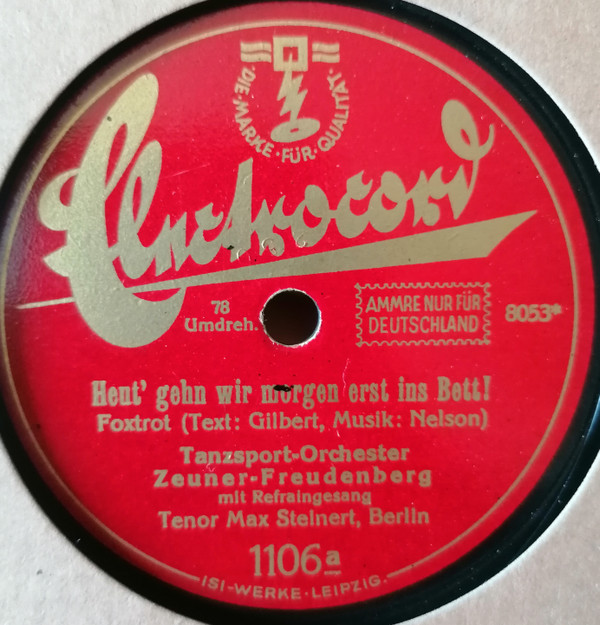 ·DIE·MARKE·FÜR·QUALITÄT·
Electrocord
78
Umdreh.
AMMRE NUR FÜR
DEUTSCHLAND
8053*
Heut' gehn wir morgen erst ins Bett!
Foxtrot (Text: Gilbert, Musik: Nelson)
Tanzsport-Orchester
Zeuner-Freudenberg
mit Refraingesang
Tenor Max Steinert, Berlin
1106a
ISI-WERKE·LEIPZIG.